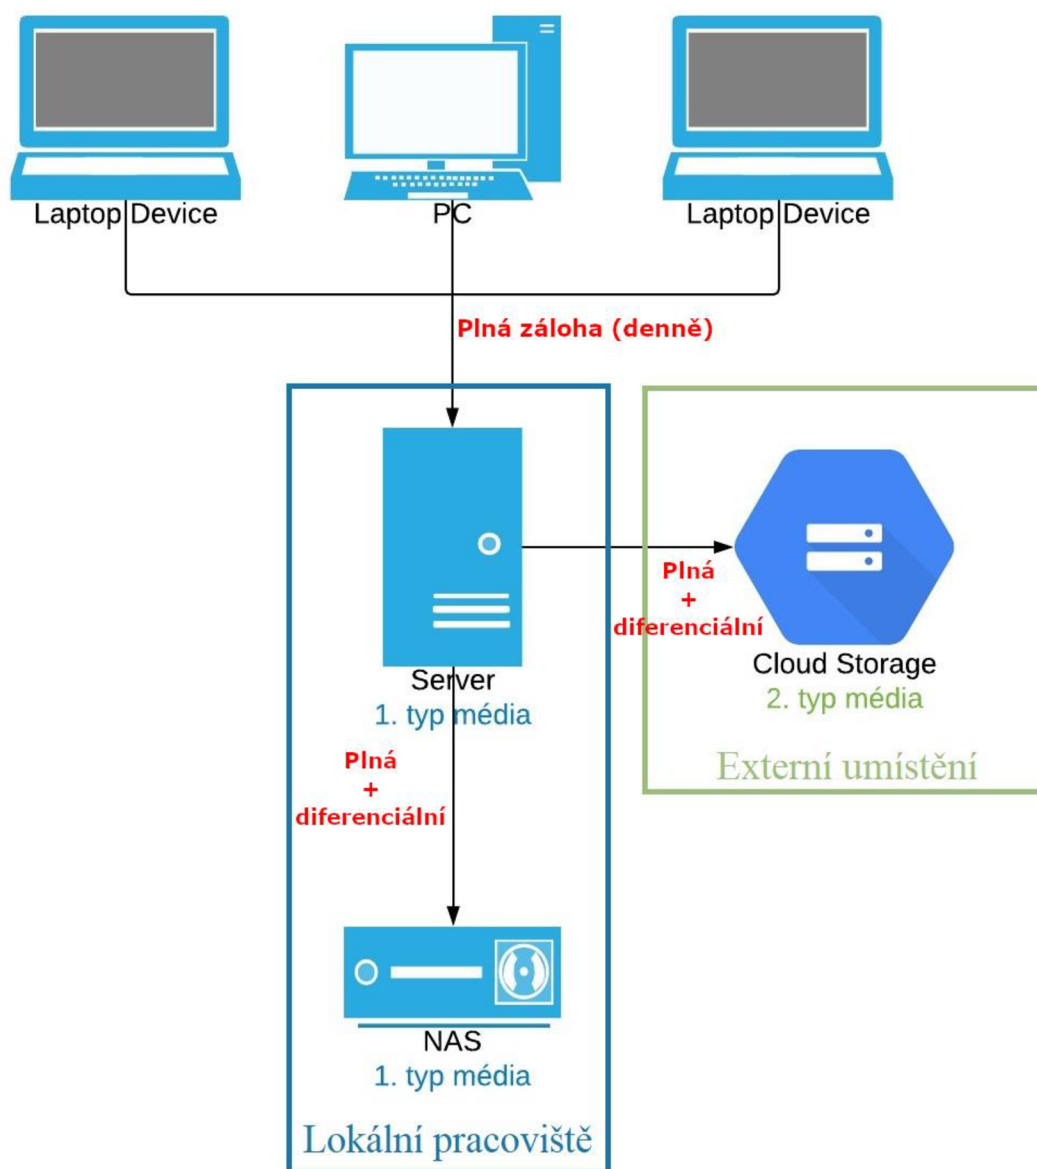 Laptop Device
PC
Laptop Device
Plná záloha (denně)
Plná
+
diferenciální
Cloud Storage
2. typ média
Externí umístění
Server
1. typ média
Plná
+
diferenciální
NAS
1. typ média
Lokální pracoviště